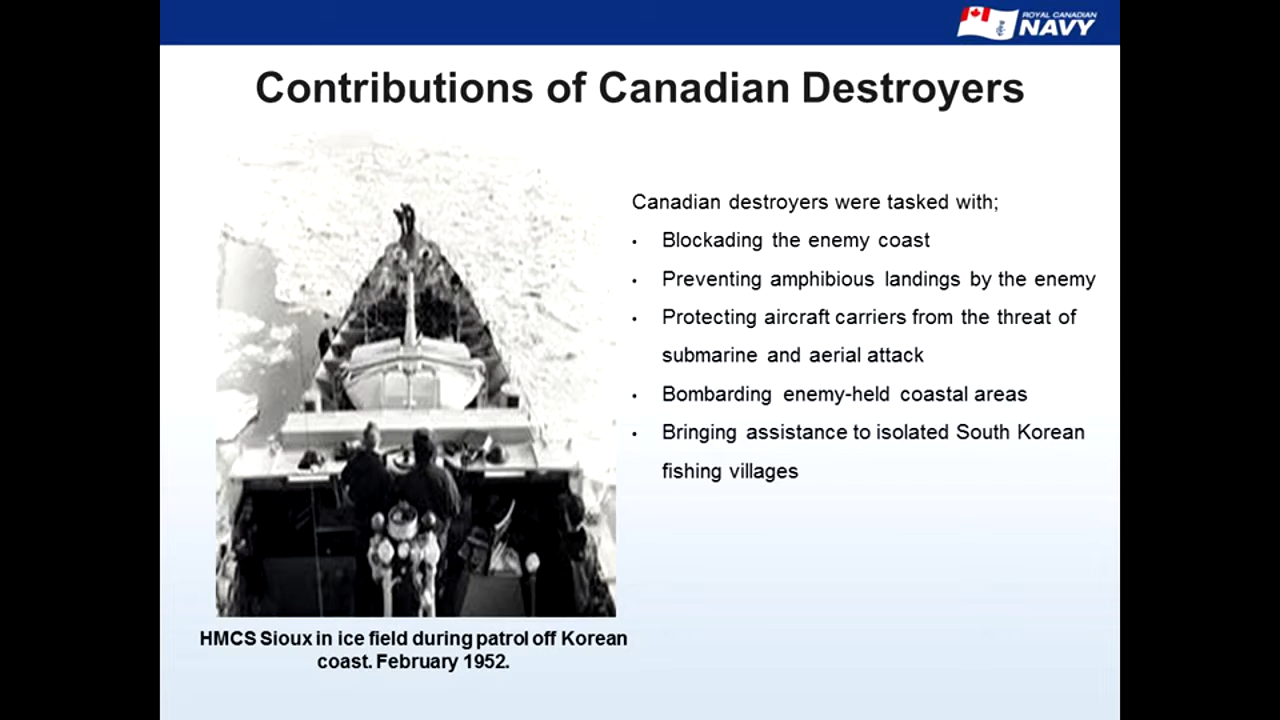 ROYAL CANADIAN
NAVY
Contributions of Canadian Destroyers
Canadian destroyers were tasked with;
• Blockading the enemy coast
• Preventing amphibious landings by the enemy
• Protecting aircraft carriers from the threat of
submarine and aerial attack
• Bombarding enemy-held coastal areas
• Bringing assistance to isolated South Korean
fishing villages
HMCS Sioux in ice field during patrol off Korean
coast. February 1952.